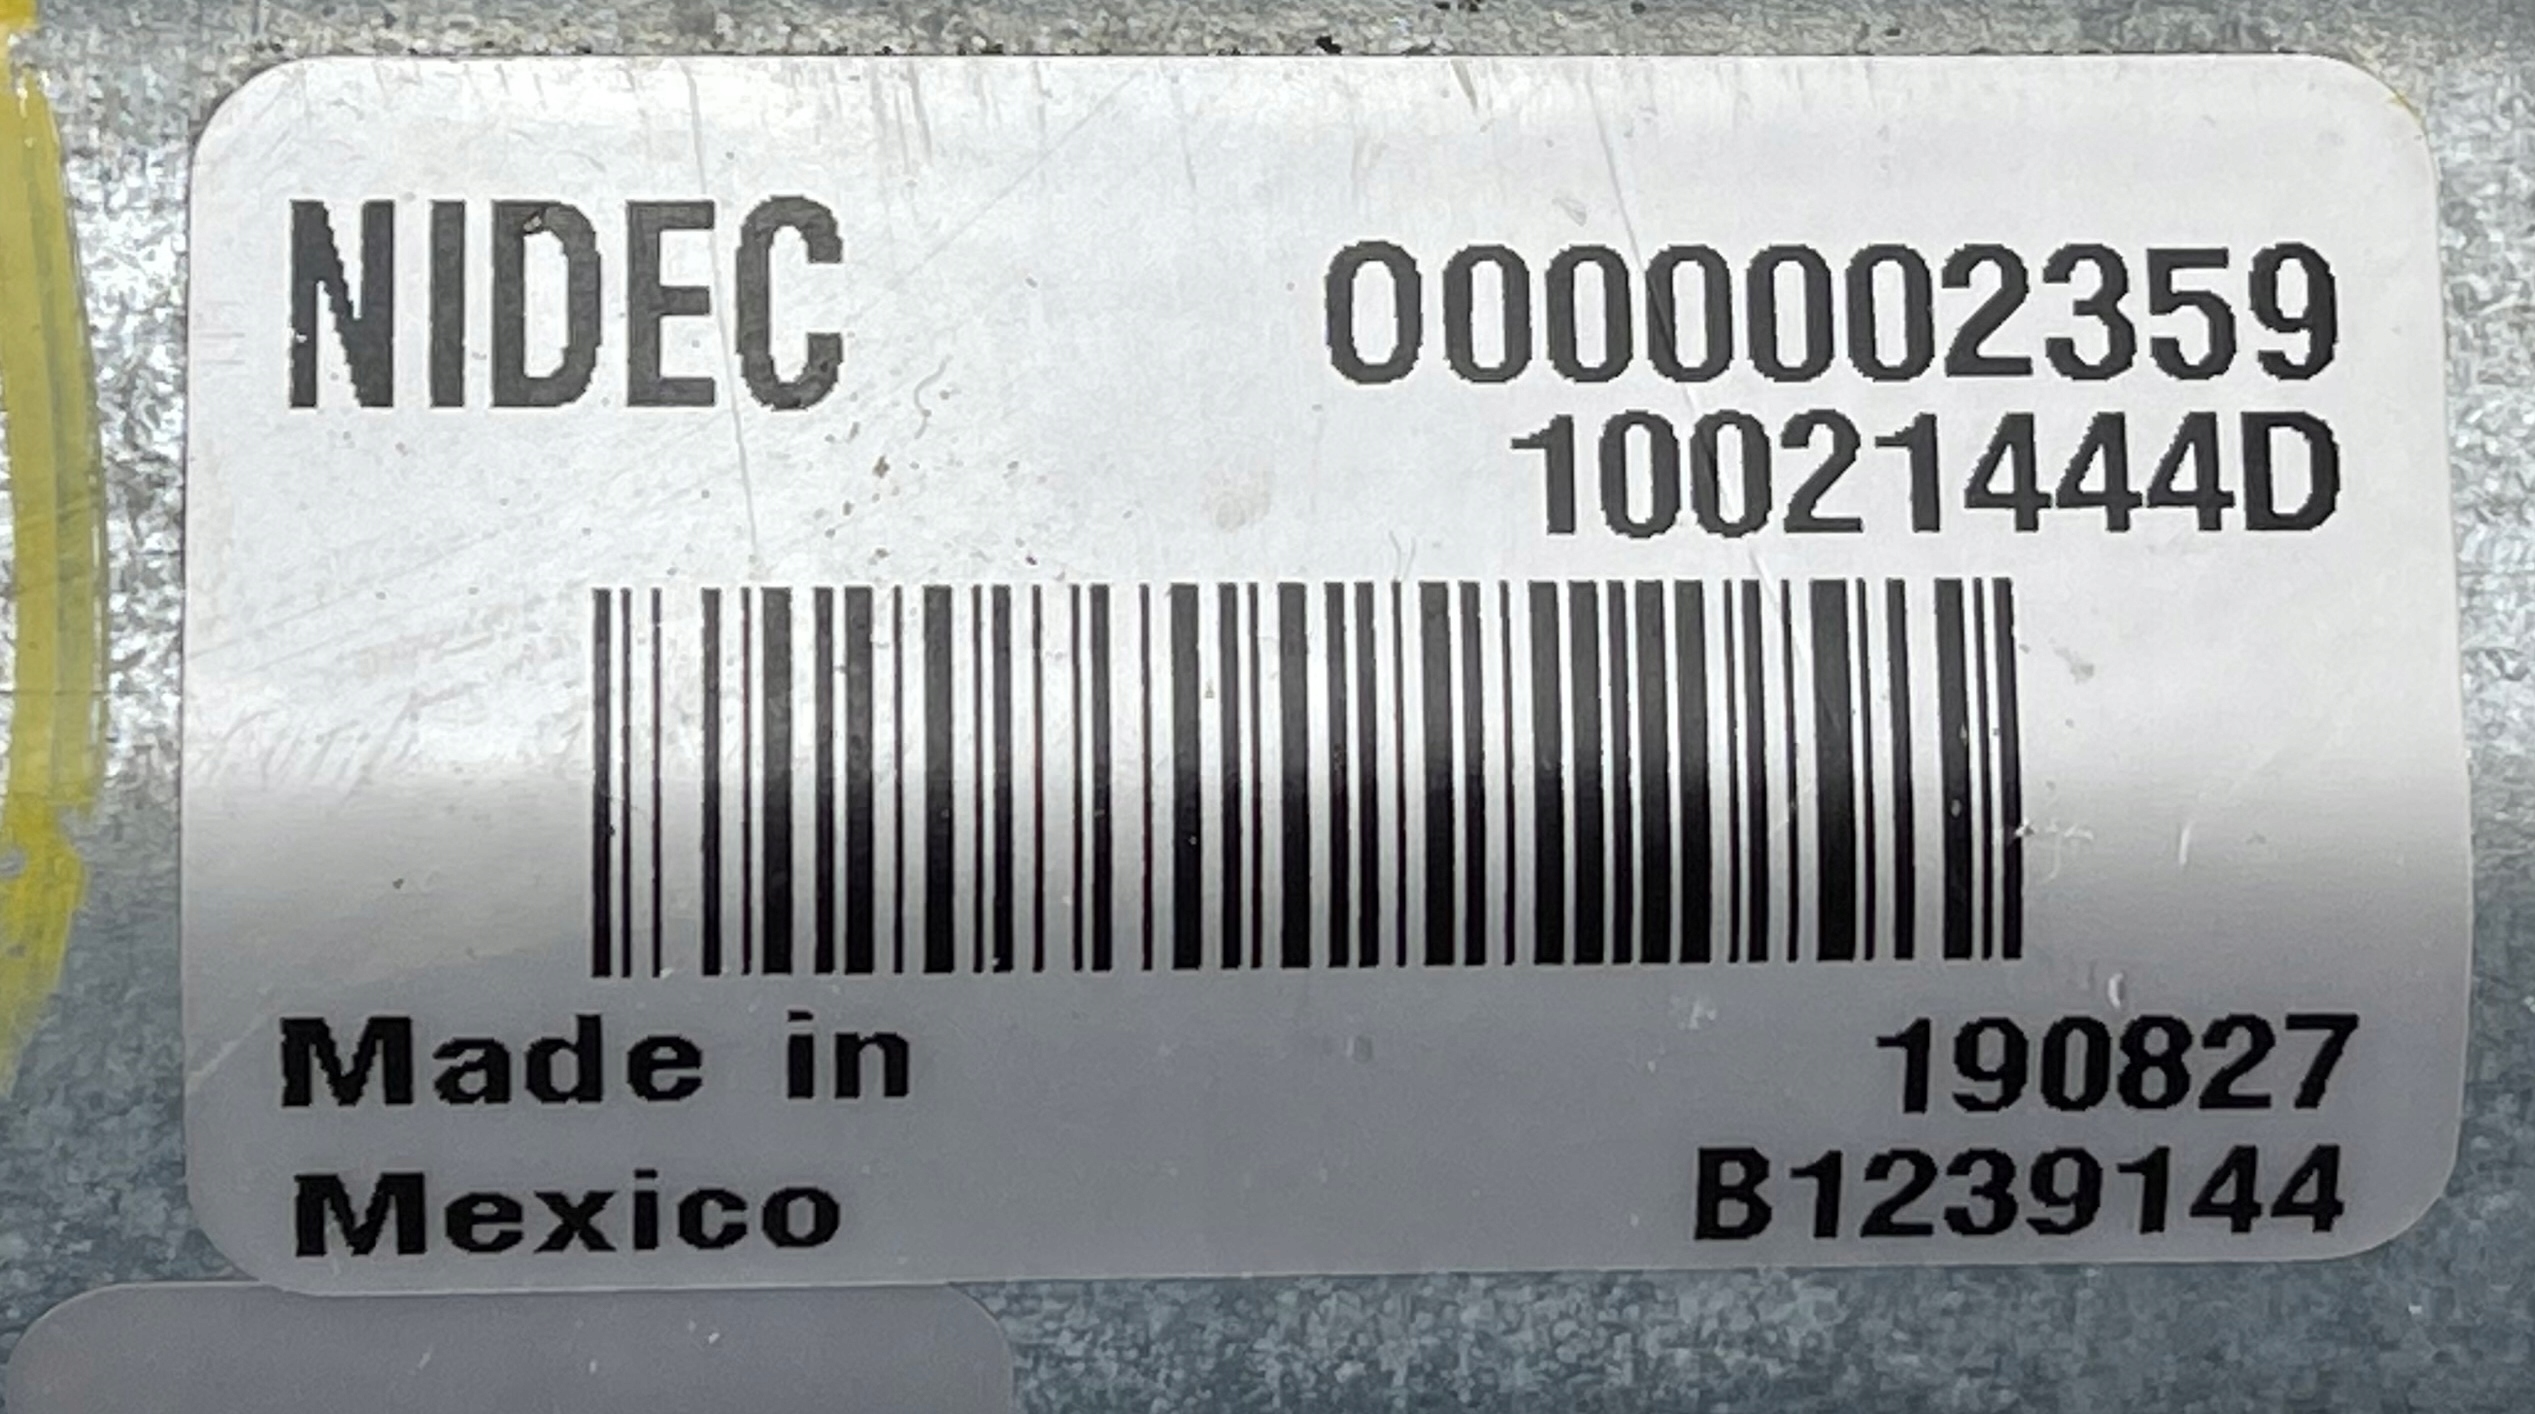 NIDEC
0000002359
10021444D
Made in
190827
Mexico
B1239144